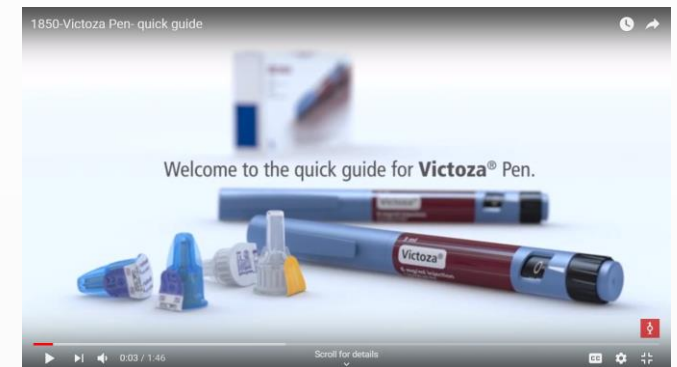 1850-Victoza Pen- quick guide
Welcome to the quick guide for Victoza® Pen.
Victoza®
Victoza®
0:03 / 1:46
Scroll for details
CC